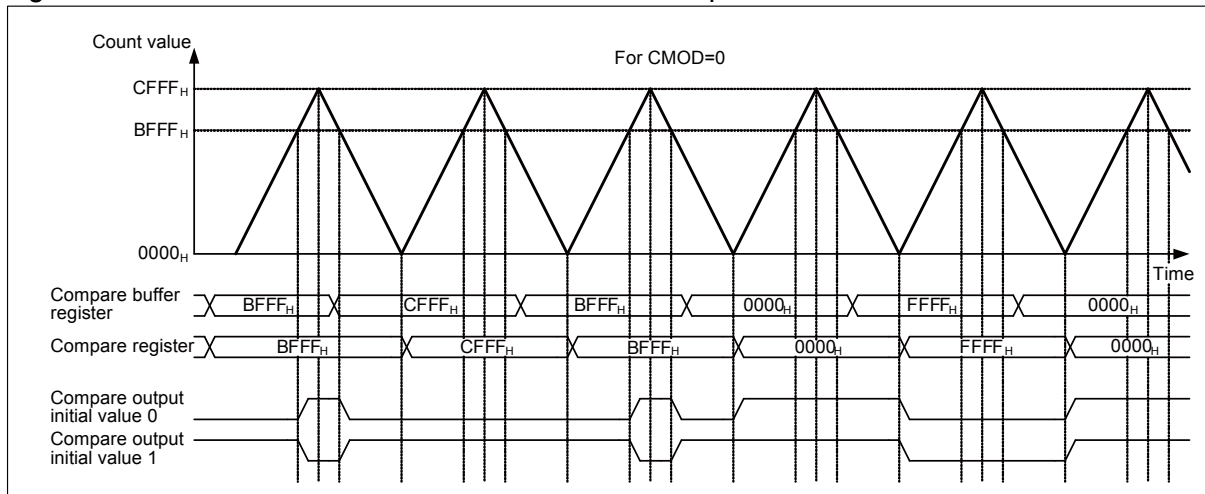 Count value
For CMOD=0
CFFFH
BFFFH
0000H
Time
Compare buffer
register
BFFFH CFFFH BFFFH 0000H FFFFH 0000H
Compare register
BFFFH CFFFH BFFFH 0000H FFFFH 0000H
Compare output
initial value 0
Compare output
initial value 1